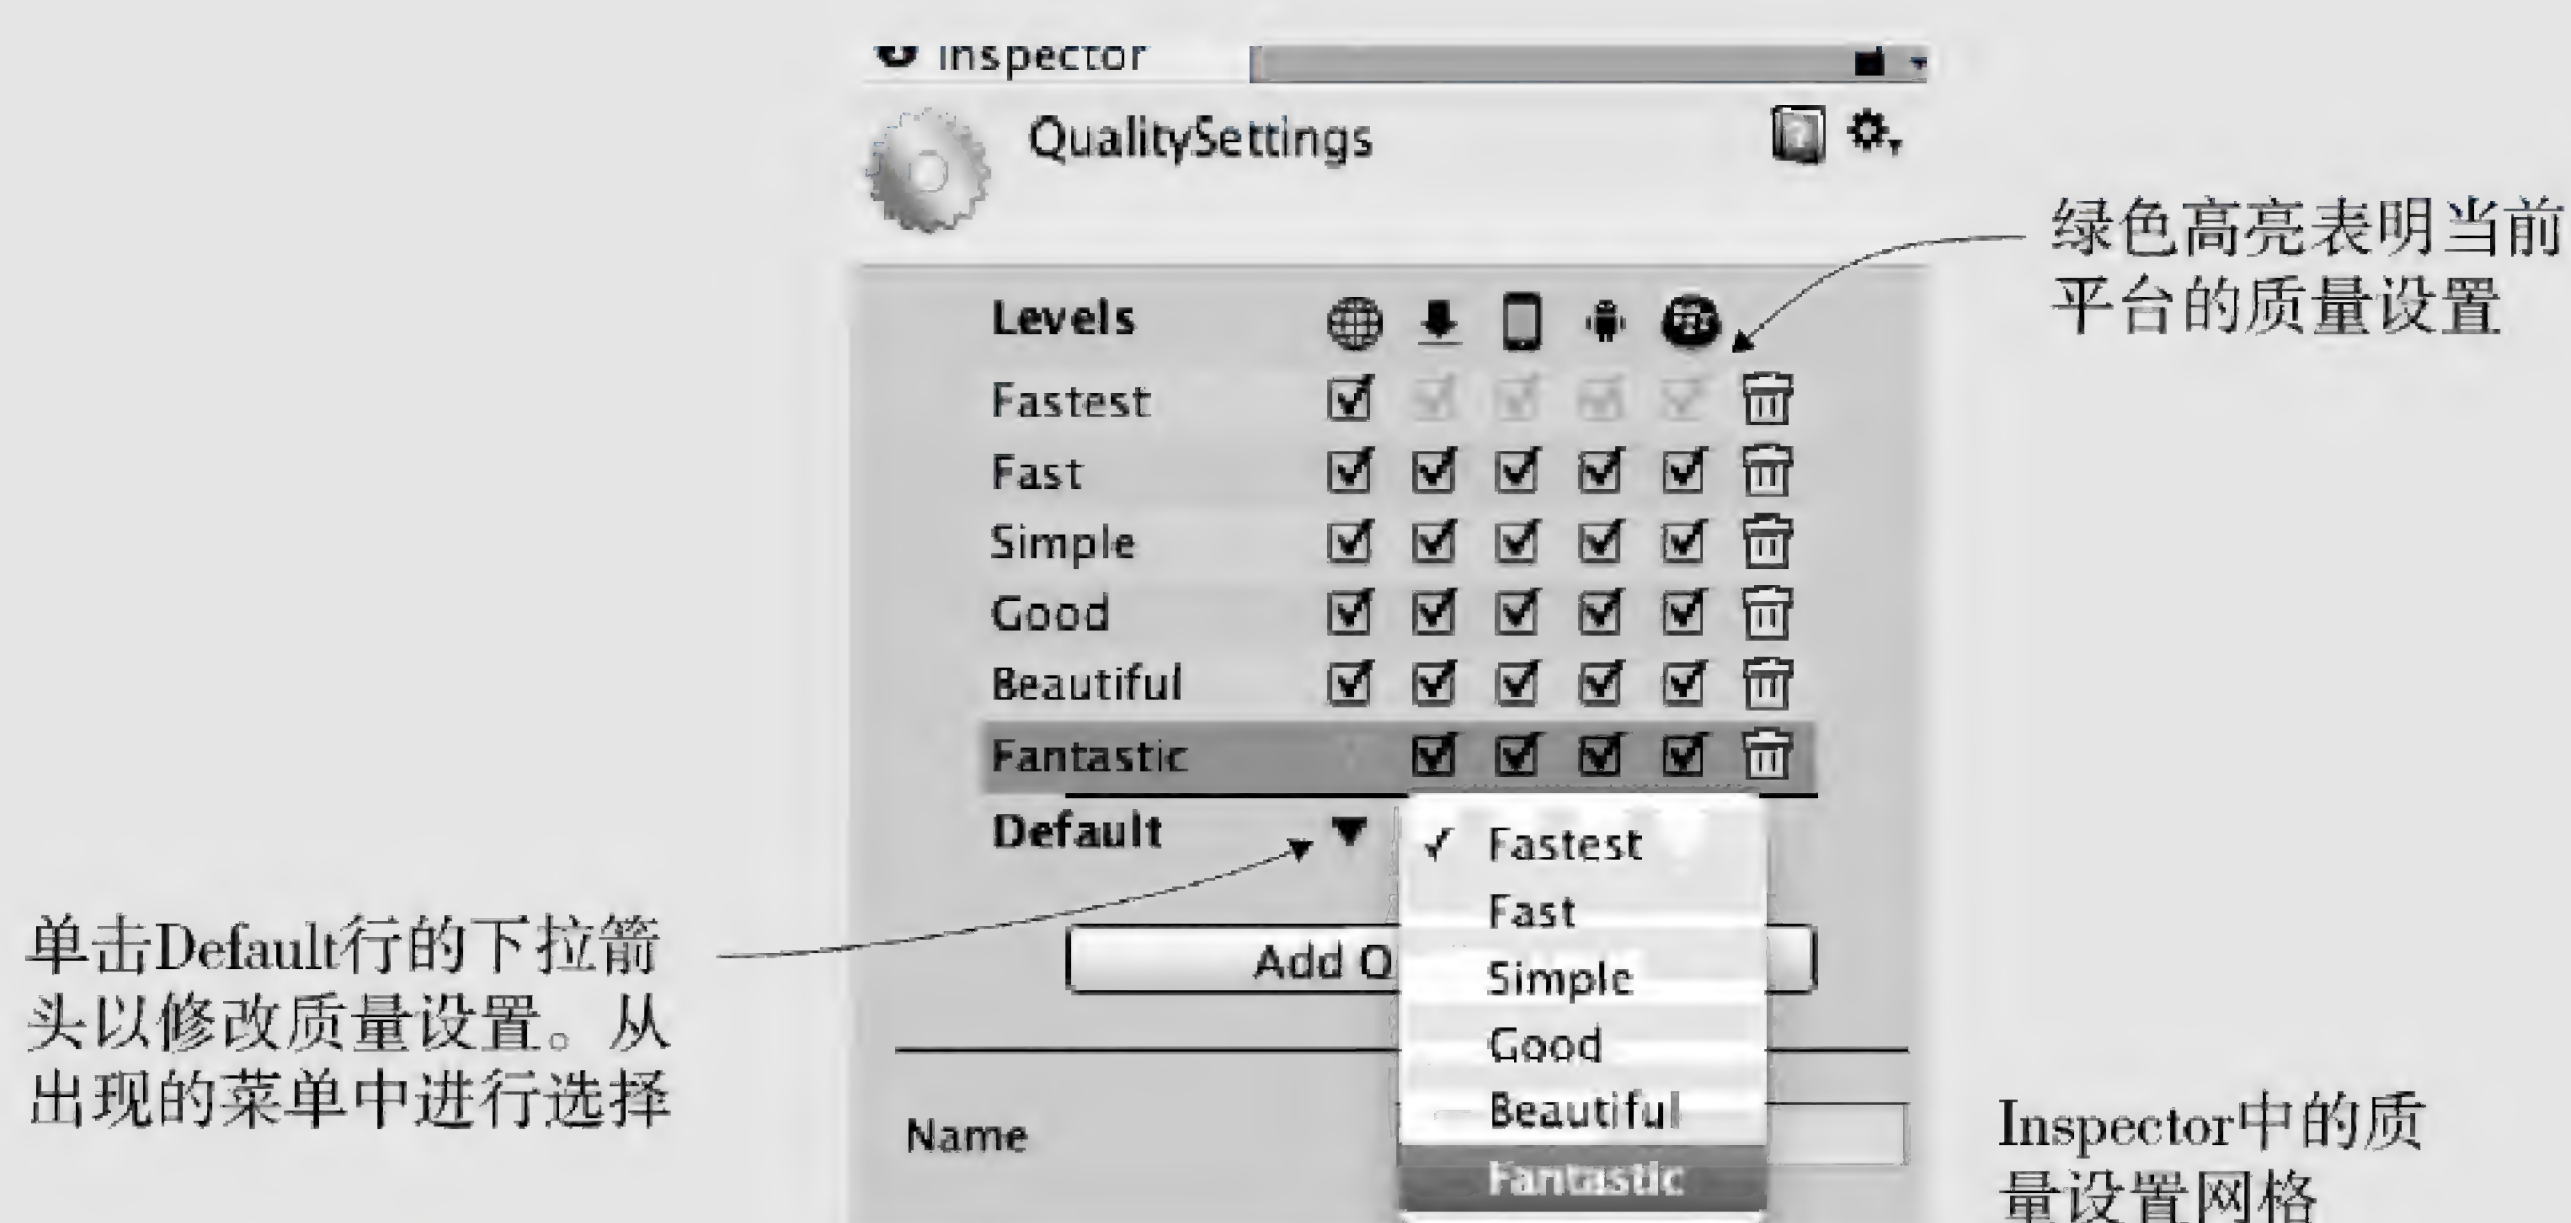 Inspector
QualitySettings
绿色高亮表明当前
平台的质量设置
Levels
Fastest
Fast
Simple
Good
Beautiful
Fantastic
Default
Fastest
Fast
Simple
Good
Beautiful
Fantastic
Add Q
单击Default行的下拉箭
头以修改质量设置。从
出现的菜单中进行选择
Name
Inspector中的质
量设置网格